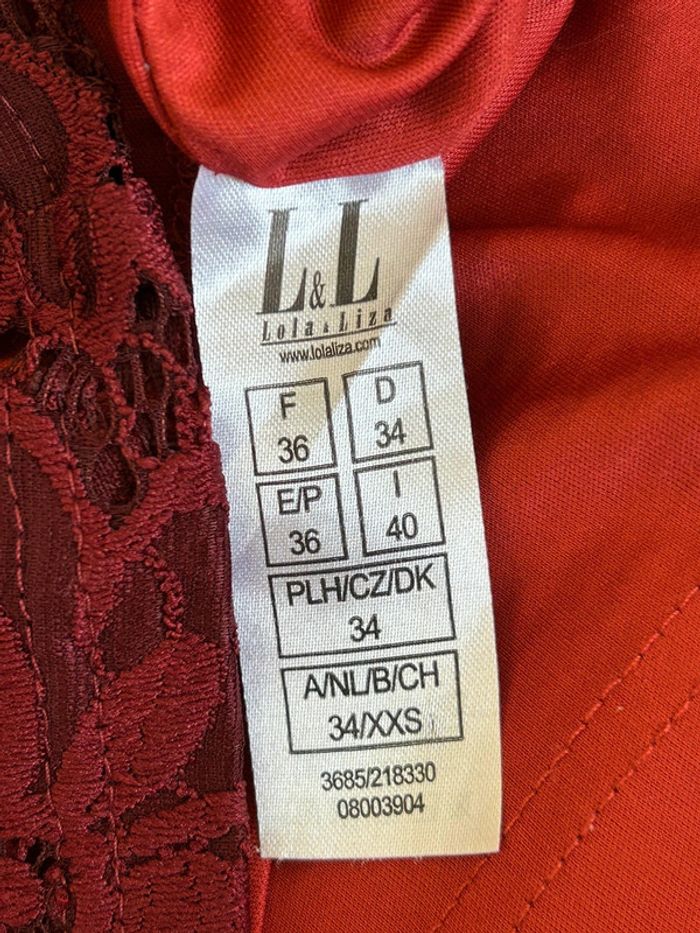 L&L
Lola & Liza
www.lolaliza.com
F D
36 34
E/P I
36 40
PLH/CZ/DK
34
A/NL/B/CH
34/XXS
3685/218330
08003904